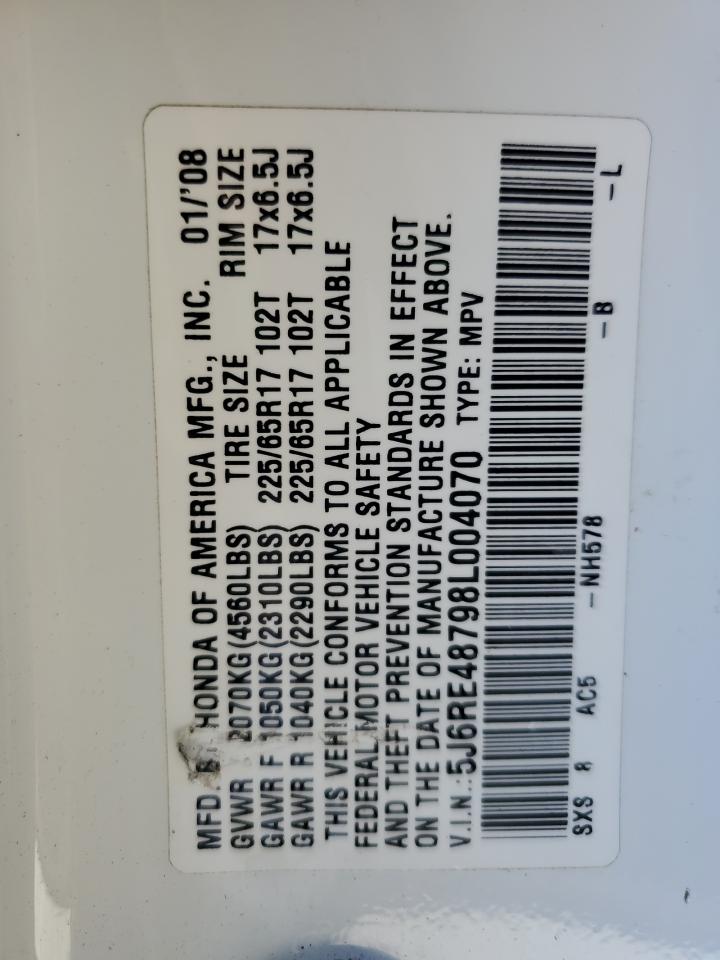 MFD. BY HONDA OF AMERICA MFG., INC. 01/'08
GVWR 2070KG(4560LBS) TIRE SIZE RIM SIZE
GAWR F 1050KG(2310LBS) 225/65R17 102T 17x6.5J
GAWR R 1040KG(2290LBS) 225/65R17 102T 17x6.5J
THIS VEHICLE CONFORMS TO ALL APPLICABLE
FEDERAL MOTOR VEHICLE SAFETY
AND THEFT PREVENTION STANDARDS IN EFFECT
ON THE DATE OF MANUFACTURE SHOWN ABOVE.
V.I.N.:5J6RE48798L004070 TYPE: MPV
SXS 8 AC5 -NH578 -B -L